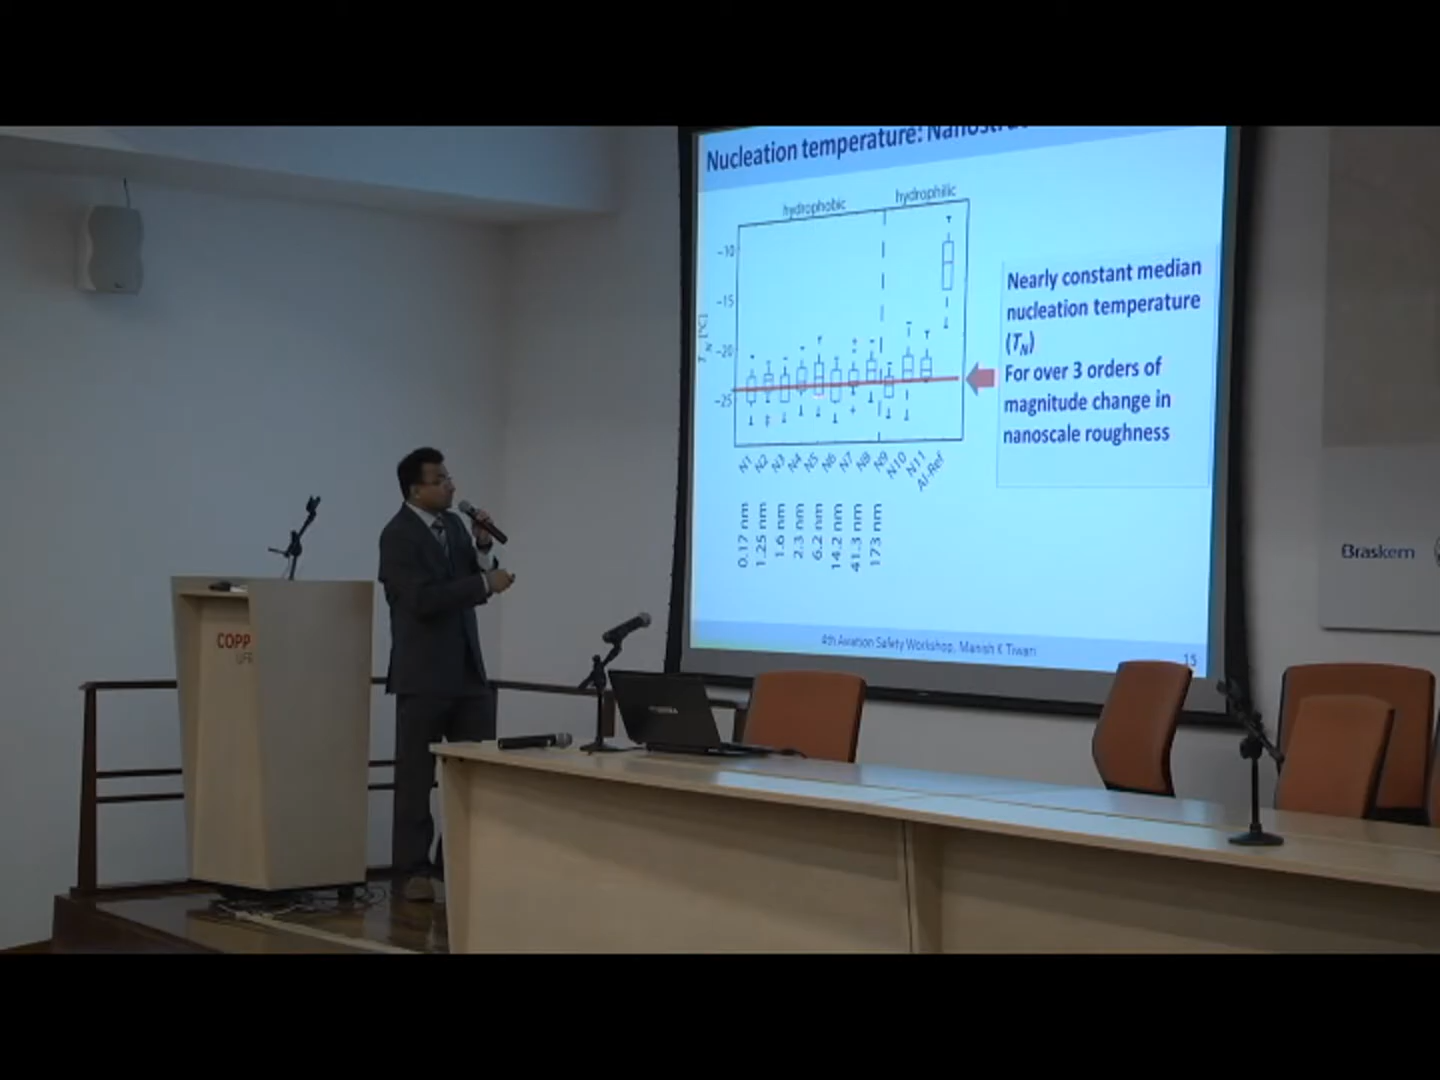 Nucleation temperature:
hydrophobic
hydrophilic
−10
−15
−20
−25
T_N [°C]
N1
N2
N3
N4
N5
N6
N7
N8
N9
N10
N11
Al-Ref
0.17 nm
1.25 nm
1.6 nm
2.3 nm
6.2 nm
14.2 nm
41.3 nm
173 nm
Nearly constant median
nucleation temperature
(T_N)
For over 3 orders of
magnitude change in
nanoscale roughness
4th Aviation Safety Workshop, Manish K Tiwari
15
COPP
UFR
Braskem
TOSHIBA